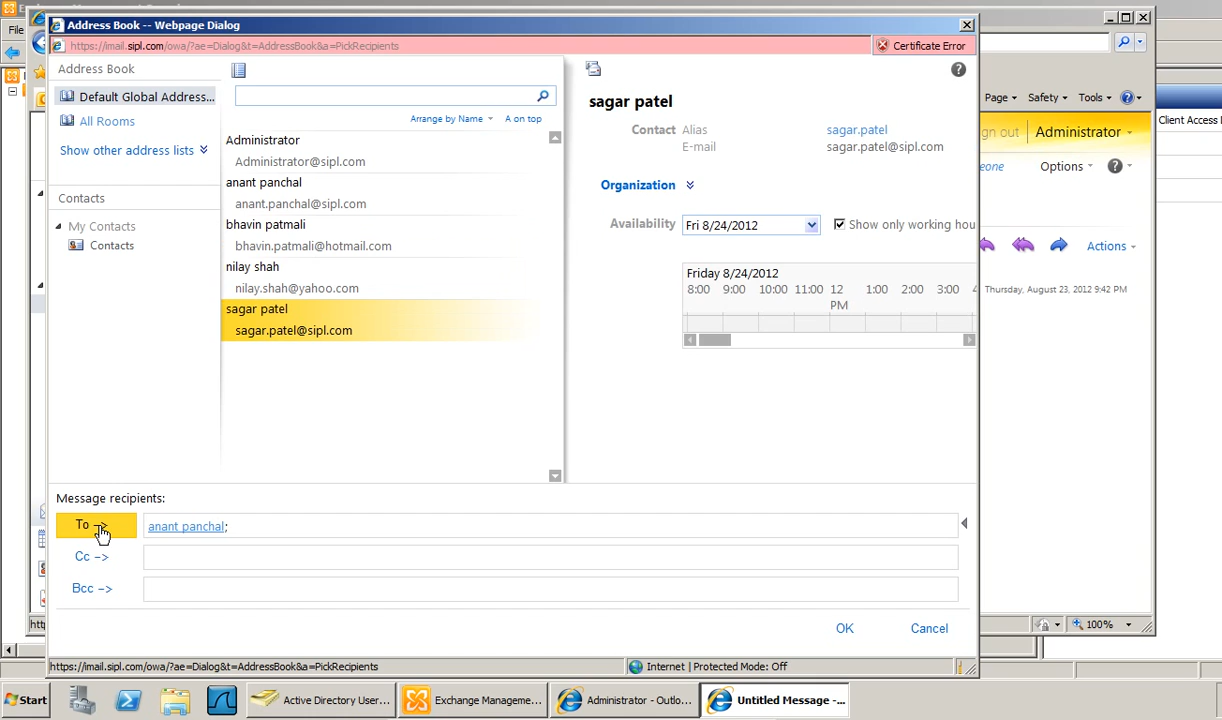 Address Book -- Webpage Dialog
https://imail.sipl.com/owa/?ae=Dialog&t=AddressBook&a=PickRecipients
Certificate Error
File
Address Book
Default Global Address...
All Rooms
Show other address lists
Contacts
My Contacts
Contacts
Arrange by Name
A on top
Administrator
Administrator@sipl.com
anant panchal
anant.panchal@sipl.com
bhavin patmali
bhavin.patmali@hotmail.com
nilay shah
nilay.shah@yahoo.com
sagar patel
sagar.patel@sipl.com
sagar patel
Contact Alias sagar.patel
E-mail sagar.patel@sipl.com
Organization
Availability Fri 8/24/2012 Show only working hou
Friday 8/24/2012
8:00 9:00 10:00 11:00 12 PM 1:00 2:00 3:00 4
Page Safety Tools
Client Access
gn out Administrator
eone Options
Actions
Thursday, August 23, 2012 9:42 PM
Message recipients:
To -> anant panchal;
Cc ->
Bcc ->
OK Cancel
https://imail.sipl.com/owa/?ae=Dialog&t=AddressBook&a=PickRecipients
Internet | Protected Mode: Off
100%
Start
Active Directory User...
Exchange Manageme...
Administrator - Outlo...
Untitled Message -...